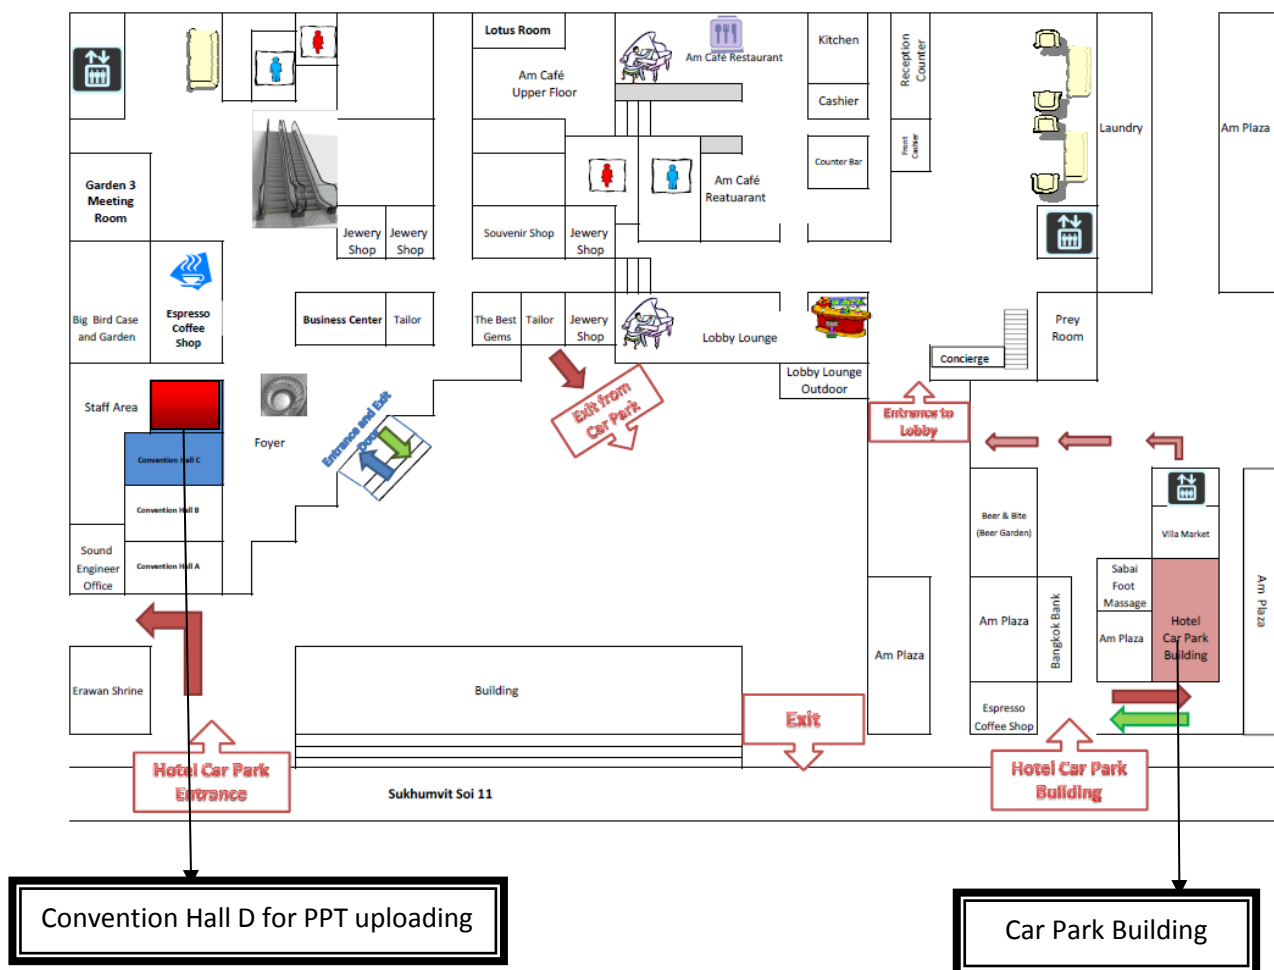 Lotus Room
Am Café
Upper Floor
Am Café Restaurant
Kitchen
Cashier
Reception
Counter
Front
Cashier
Counter Bar
Laundry
Am Plaza
Garden 3
Meeting
Room
Am Café
Reatuarant
Jewery
Shop
Jewery
Shop
Souvenir Shop
Jewery
Shop
Big Bird Case
and Garden
Espresso
Coffee
Shop
Business Center
Tailor
The Best
Gems
Tailor
Jewery
Shop
Lobby Lounge
Prey
Room
Concierge
Lobby Lounge
Outdoor
Staff Area
Foyer
Entrance and Exit
Door
Exit from
Car Park
Entrance to
Lobby
Convention Hall C
Convention Hall B
Convention Hall A
Sound
Engineer
Office
Beer & Bite
(Beer Garden)
Villa Market
Sabai
Foot
Massage
Am Plaza
Bangkok Bank
Am Plaza
Hotel
Car Park
Building
Am Plaza
Am Plaza
Erawan Shrine
Building
Espresso
Coffee Shop
Exit
Hotel Car Park
Entrance
Hotel Car Park
Building
Sukhumvit Soi 11
Convention Hall D for PPT uploading
Car Park Building